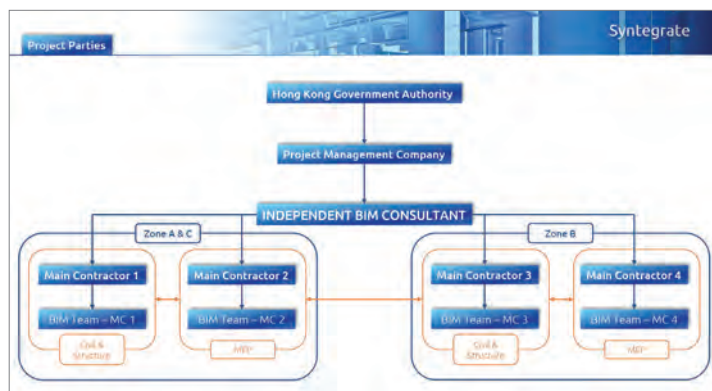 Syntegrate
Project Parties
Hong Kong Government Authority
Project Management Company
INDEPENDENT BIM CONSULTANT
Zone A & C
Zone B
Main Contractor 1
Main Contractor 2
Main Contractor 3
Main Contractor 4
BIM Team – MC 1
BIM Team – MC 2
BIM Team – MC 3
BIM Team – MC 4
Civil &
Structure
MEP
Civil &
Structure
MEP